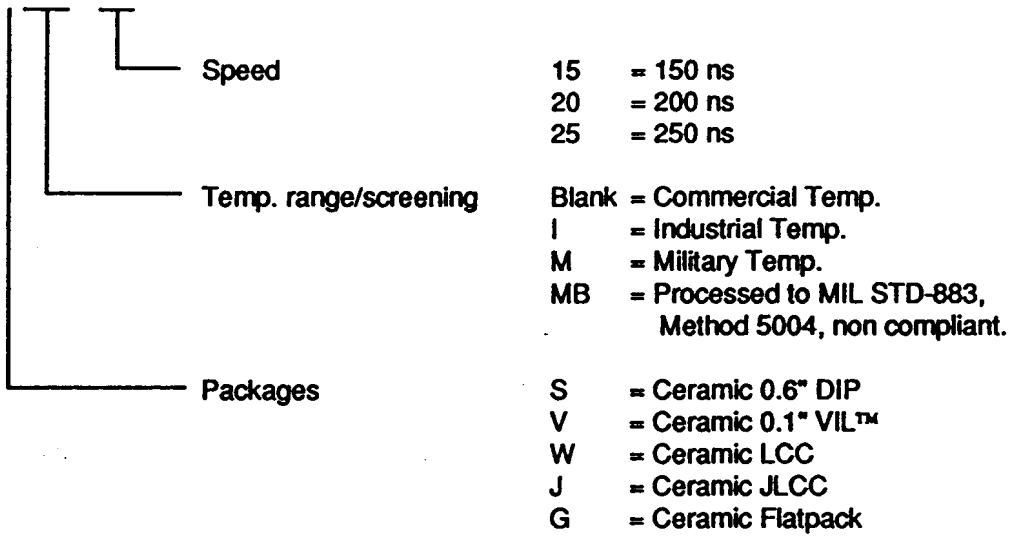 Speed 15 = 150 ns
20 = 200 ns
25 = 250 ns
Temp. range/screening Blank = Commercial Temp.
I = Industrial Temp.
M = Military Temp.
MB = Processed to MIL STD-883,
Method 5004, non compliant.
Packages S = Ceramic 0.6" DIP
V = Ceramic 0.1" VIL™
W = Ceramic LCC
J = Ceramic JLCC
G = Ceramic Flatpack